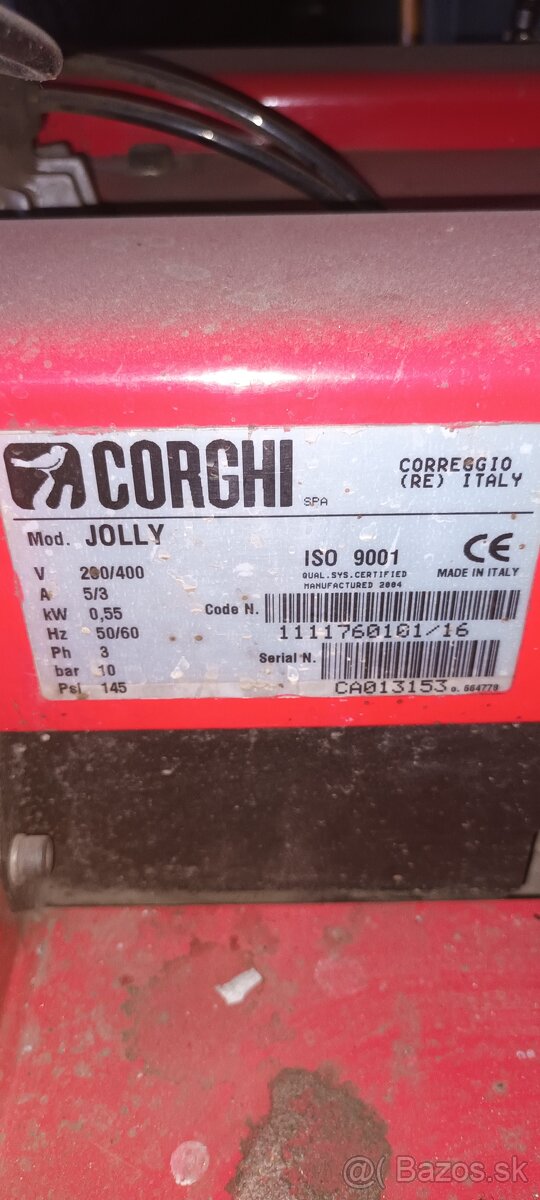 CORGHI SPA
CORREGGIO
(RE) ITALY
Mod. JOLLY
V 230/400
A 5/3
kW 0,55
Hz 50/60
Ph 3
bar 10
Psi 145
ISO 9001
QUAL.SYS.CERTIFIED
MANUFACTURED 2004
CE
MADE IN ITALY
Code N.
1111760101/16
Serial N.
CA013153 o. 664779
@Bazos.sk